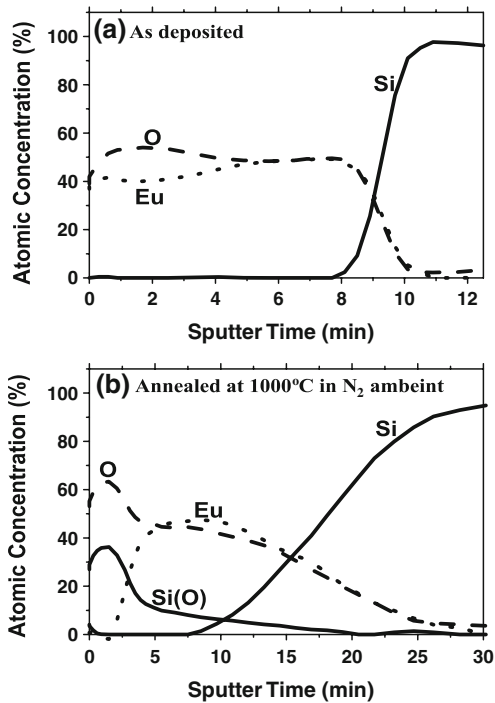 (a) As deposited
100
80
60
40
20
0
Atomic Concentration (%)
O
Eu
Si
0 2 4 6 8 10 12
Sputter Time (min)
(b) Annealed at 1000ºC in N₂ ambeint
100
80
60
40
20
0
Atomic Concentration (%)
O
Eu
Si
Si(O)
0 5 10 15 20 25 30
Sputter Time (min)